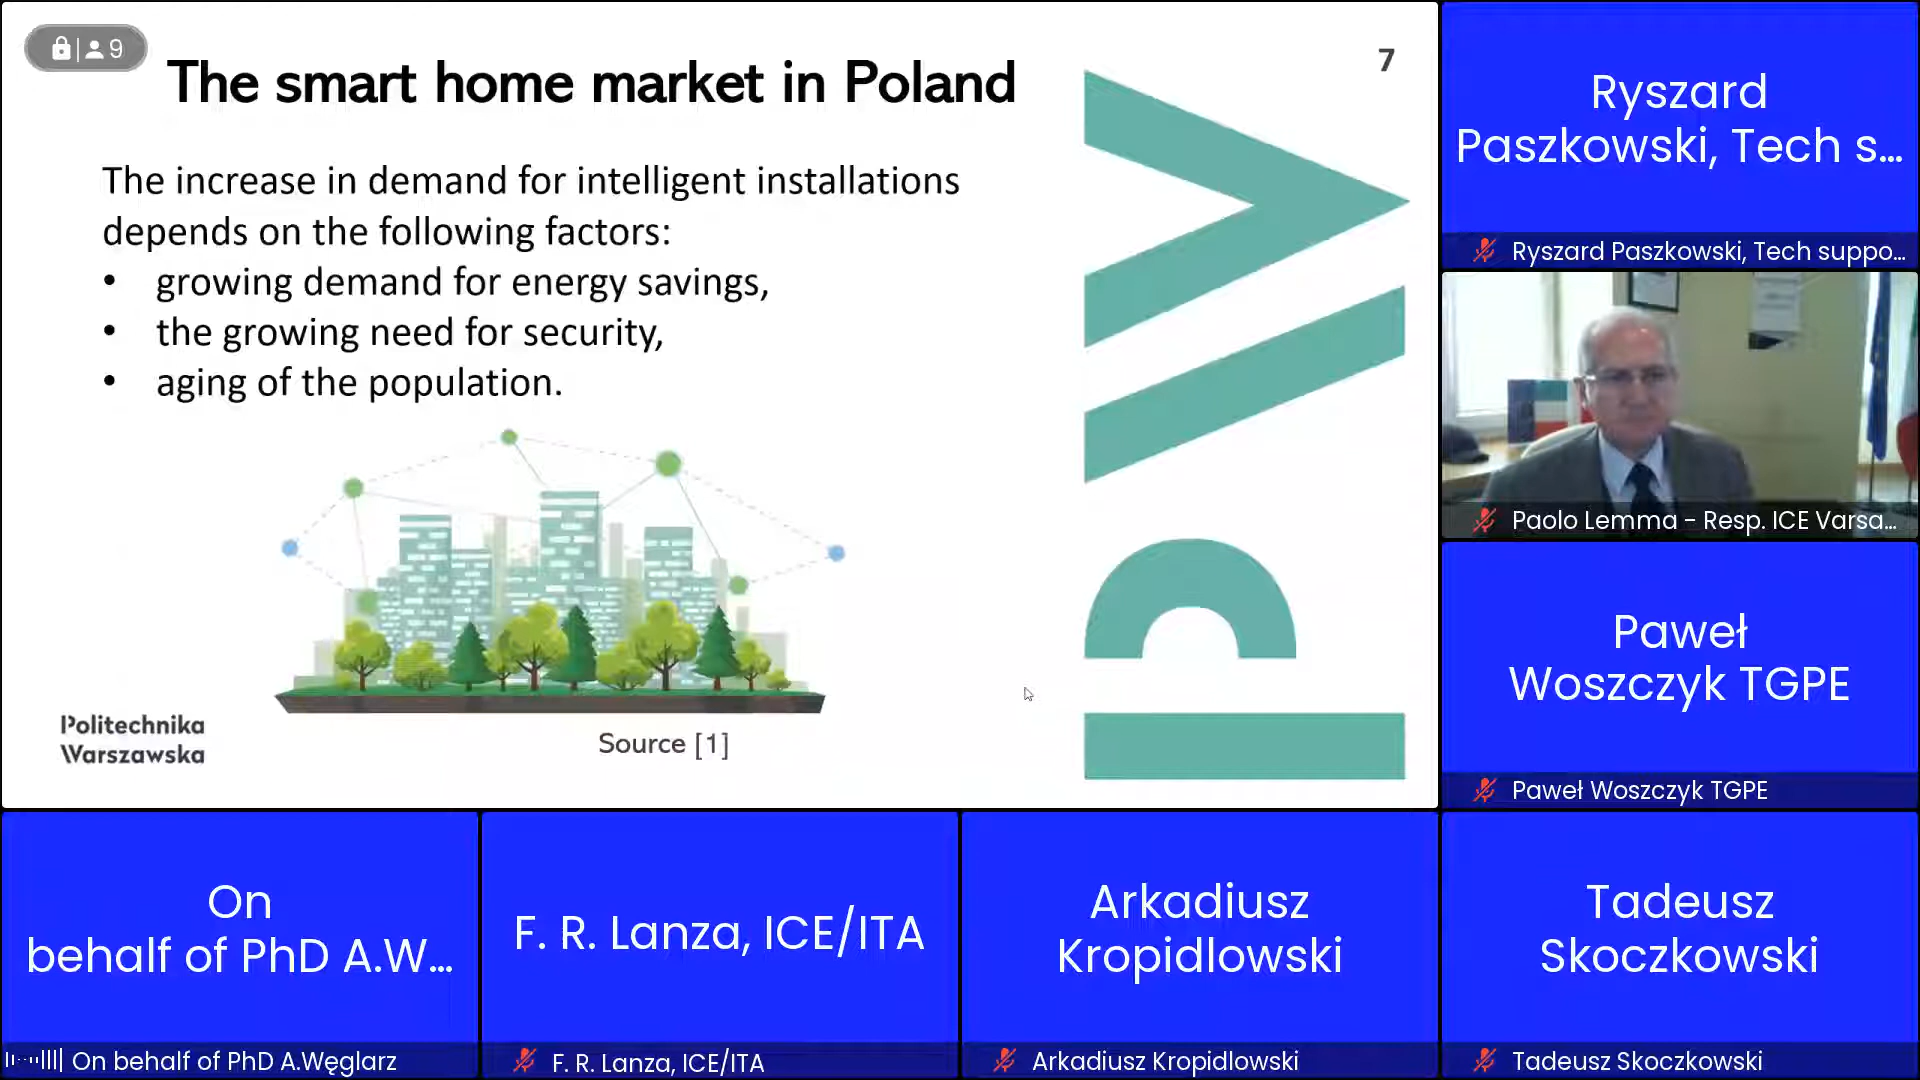 9
The smart home market in Poland
7
The increase in demand for intelligent installations
depends on the following factors:
• growing demand for energy savings,
• the growing need for security,
• aging of the population.
Politechnika
Warszawska
Source [1]
Ryszard
Paszkowski, Tech s...
Ryszard Paszkowski, Tech suppo...
Paolo Lemma - Resp. ICE Varsa...
Paweł
Woszczyk TGPE
Paweł Woszczyk TGPE
On
behalf of PhD A.W...
On behalf of PhD A.Węglarz
F. R. Lanza, ICE/ITA
F. R. Lanza, ICE/ITA
Arkadiusz
Kropidlowski
Arkadiusz Kropidlowski
Tadeusz
Skoczkowski
Tadeusz Skoczkowski